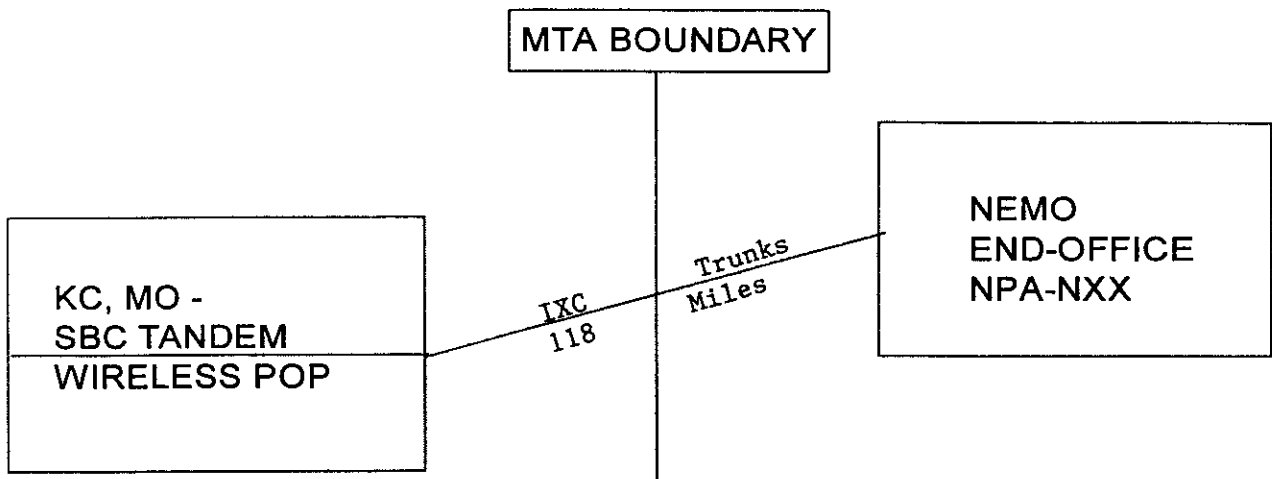 MTA BOUNDARY
NEMO
END-OFFICE
NPA-NXX
KC, MO -
SBC TANDEM
WIRELESS POP
IXC Trunks
118 Miles